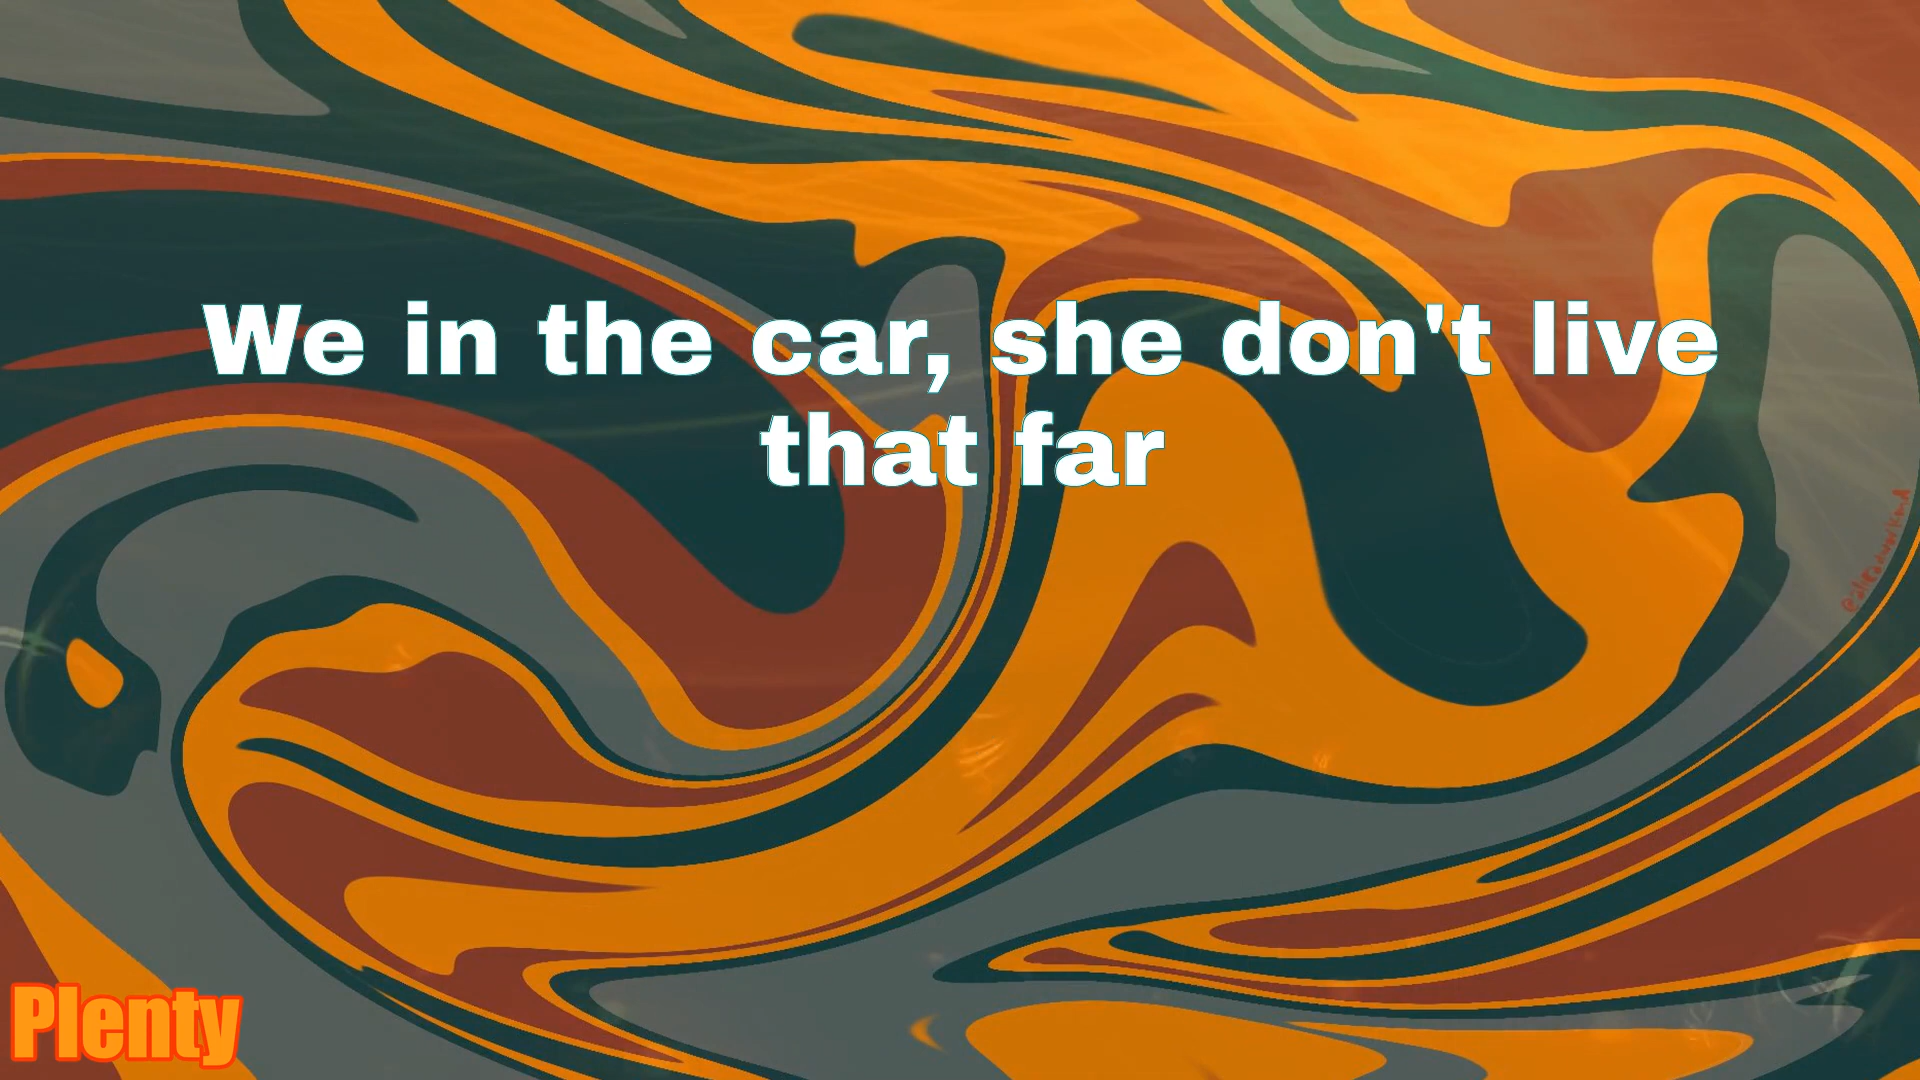 We in the car, she don't live
that far
Plenty